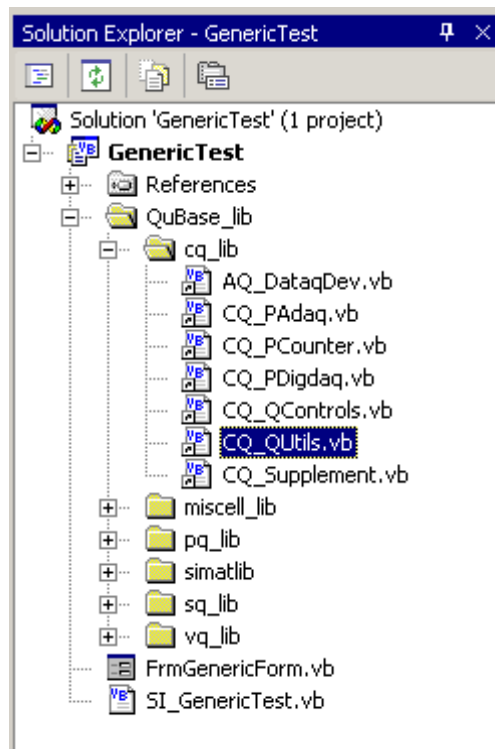 Solution Explorer - GenericTest
Solution 'GenericTest' (1 project)
GenericTest
References
QuBase_lib
cq_lib
AQ_DataqDev.vb
CQ_PAdaq.vb
CQ_PCounter.vb
CQ_PDigdaq.vb
CQ_QControls.vb
CQ_QUtils.vb
CQ_Supplement.vb
miscell_lib
pq_lib
simatlib
sq_lib
vq_lib
FrmGenericForm.vb
SI_GenericTest.vb